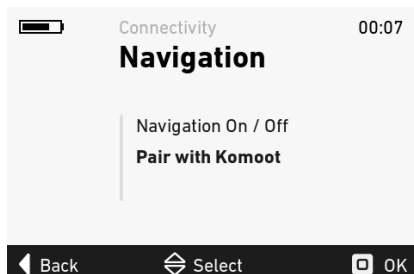 Connectivity 00:07
Navigation
Navigation On / Off
Pair with Komoot
Back Select OK